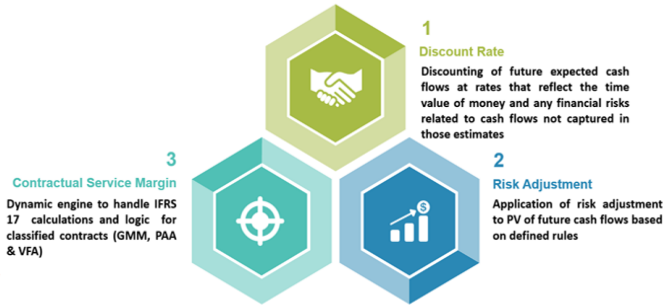 1
Discount Rate
Discounting of future expected cash
flows at rates that reflect the time
value of money and any financial risks
related to cash flows not captured in
those estimates
2
Risk Adjustment
Application of risk adjustment
to PV of future cash flows based
on defined rules
$
3
Contractual Service Margin
Dynamic engine to handle IFRS
17 calculations and logic for
classified contracts (GMM, PAA
& VFA)